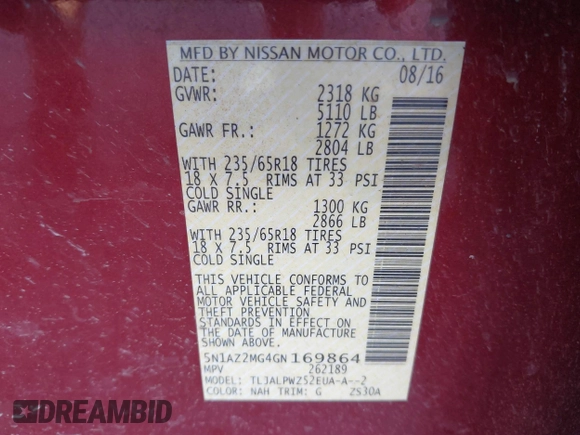 MFD BY NISSAN MOTOR CO., LTD.
DATE: 08/16
GVWR: 2318 KG
5110 LB
GAWR FR.: 1272 KG
2804 LB
WITH 235/65R18 TIRES
18 X 7.5 RIMS AT 33 PSI
COLD SINGLE
GAWR RR.: 1300 KG
2866 LB
WITH 235/65R18 TIRES
18 X 7.5 RIMS AT 33 PSI
COLD SINGLE
THIS VEHICLE CONFORMS TO
ALL APPLICABLE FEDERAL
MOTOR VEHICLE SAFETY AND
THEFT PREVENTION
STANDARDS IN EFFECT ON
THE DATE OF MANUFACTURE
SHOWN ABOVE.
5N1AZ2MG4GN169864
MPV 262189
MODEL: TLJALPWZ52EUA-A--2
COLOR: NAH TRIM: G ZS30A
DREAMBID